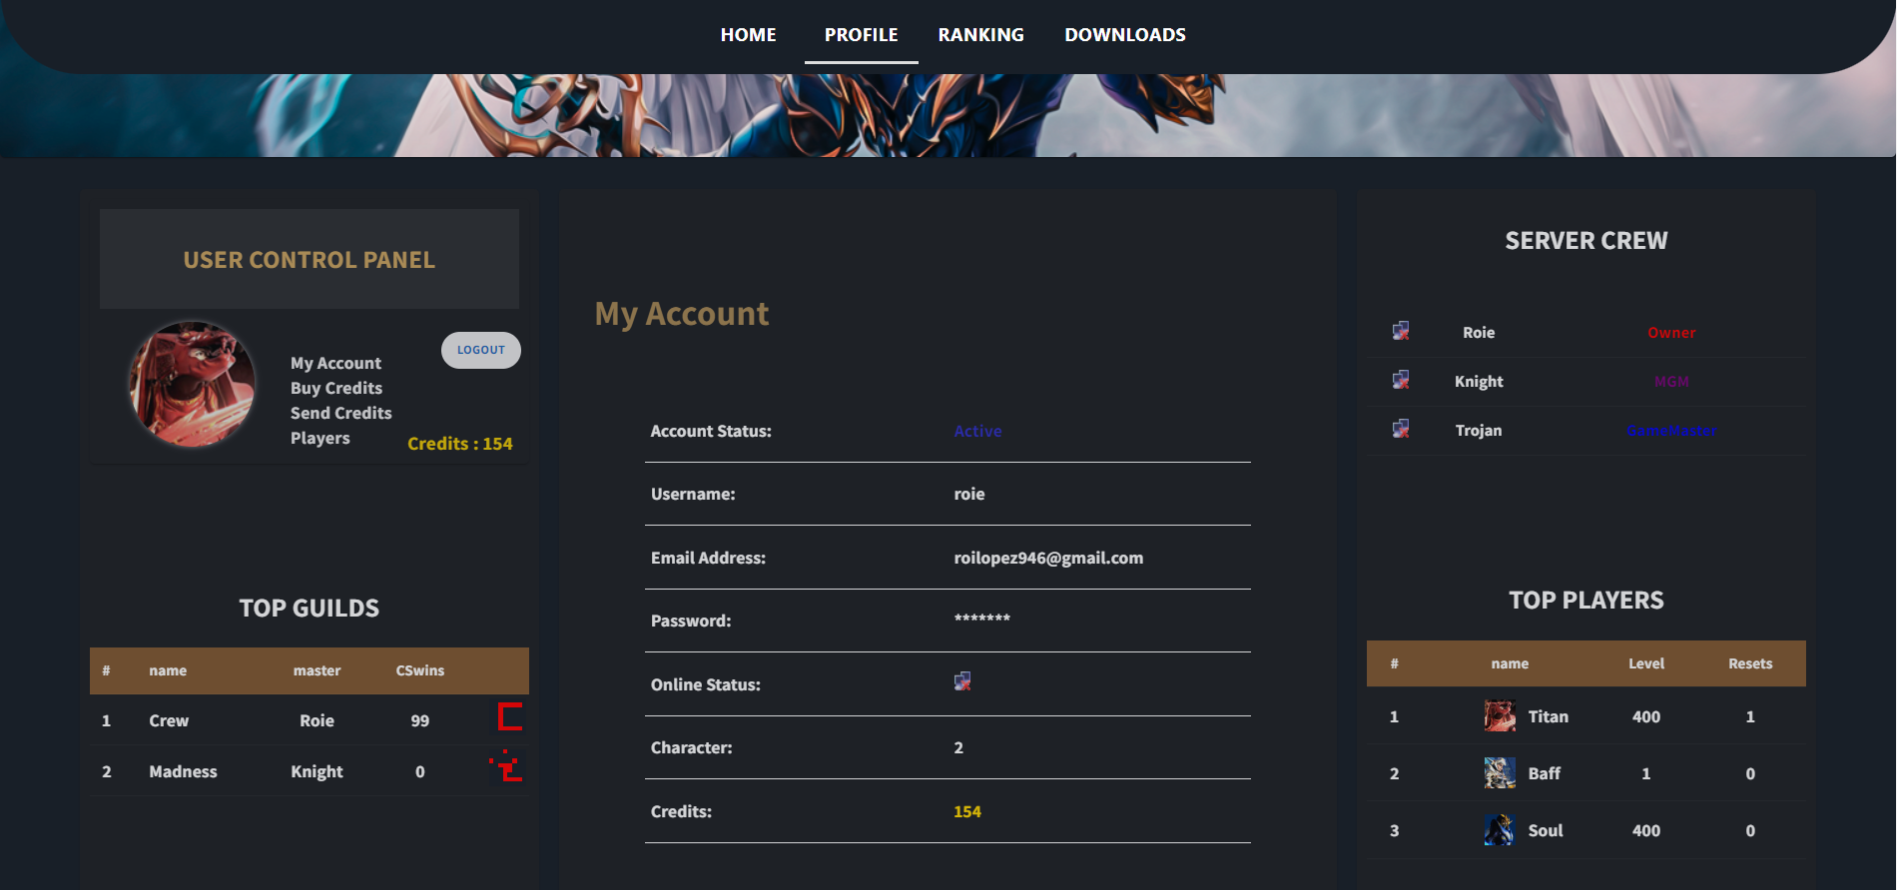 HOME PROFILE RANKING DOWNLOADS
USER CONTROL PANEL
LOGOUT
My Account
Buy Credits
Send Credits
Players
Credits : 154
TOP GUILDS
# name master CSwins
1 Crew Roie 99
2 Madness Knight 0
My Account
Account Status: Active
Username: roie
Email Address: roilopez946@gmail.com
Password: *******
Online Status:
Character: 2
Credits: 154
SERVER CREW
Roie Owner
Knight MGM
Trojan GameMaster
TOP PLAYERS
# name Level Resets
1 Titan 400 1
2 Baff 1 0
3 Soul 400 0